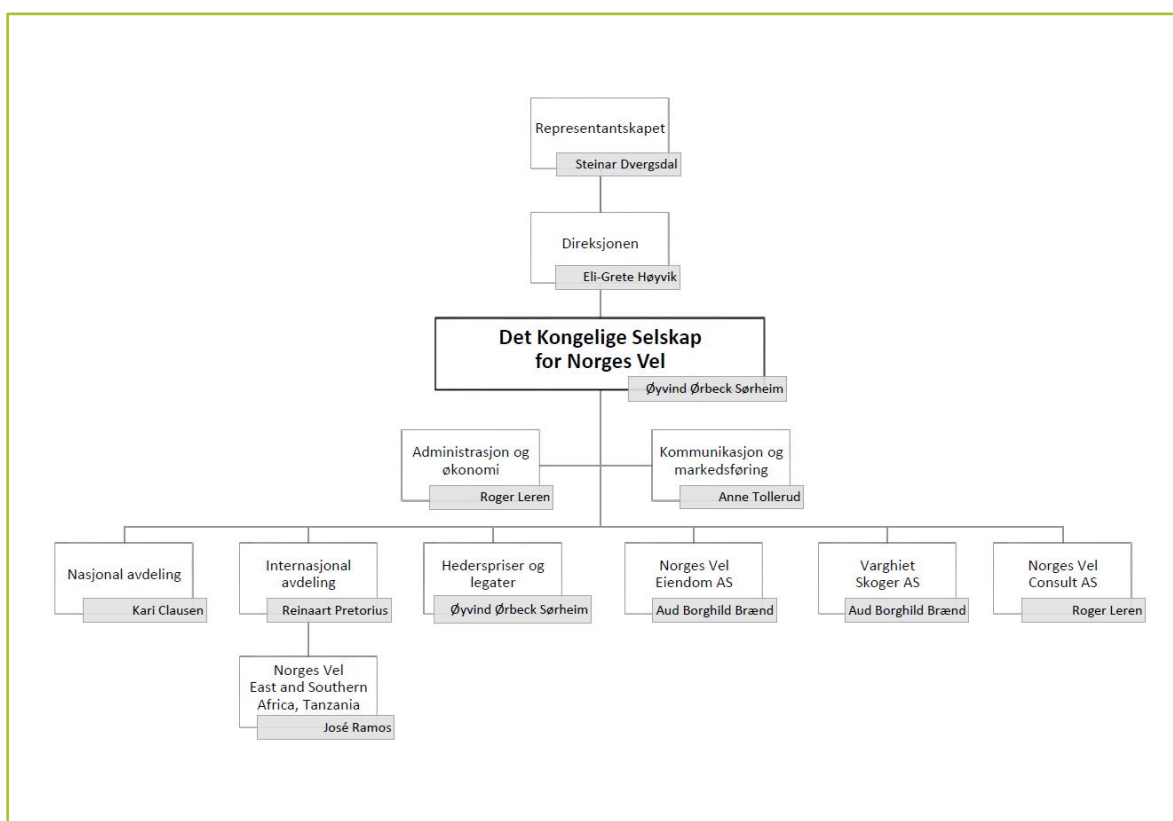 Representantskapet
Steinar Dvergsdal
Direksjonen
Eli-Grete Høyvik
Det Kongelige Selskap
for Norges Vel
Øyvind Ørbeck Sørheim
Administrasjon og
økonomi
Roger Leren
Kommunikasjon og
markedsføring
Anne Tollerud
Nasjonal avdeling
Kari Clausen
Internasjonal
avdeling
Reinaart Pretorius
Hederspriser og
legater
Øyvind Ørbeck Sørheim
Norges Vel
Eiendom AS
Aud Borghild Brænd
Varghiet
Skoger AS
Aud Borghild Brænd
Norges Vel
Consult AS
Roger Leren
Norges Vel
East and Southern
Africa, Tanzania
José Ramos